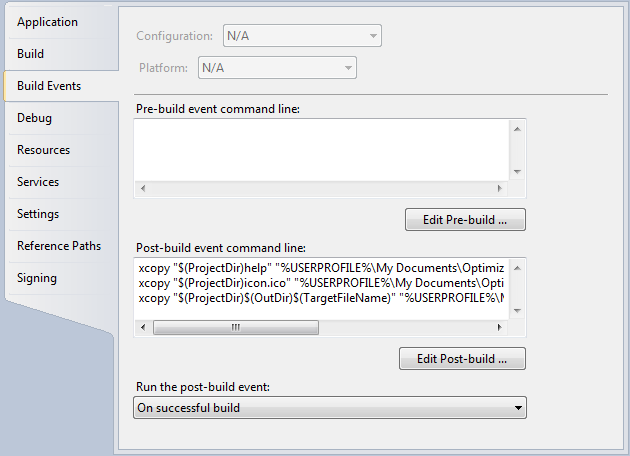 Application
Build
Build Events
Debug
Resources
Services
Settings
Reference Paths
Signing
Configuration: N/A
Platform: N/A
Pre-build event command line:
Edit Pre-build ...
Post-build event command line:
xcopy "$(ProjectDir)help" "%USERPROFILE%\My Documents\Optimiz
xcopy "$(ProjectDir)icon.ico" "%USERPROFILE%\My Documents\Opti
xcopy "$(ProjectDir)$(OutDir)$(TargetFileName)" "%USERPROFILE%\M
Edit Post-build ...
Run the post-build event:
On successful build